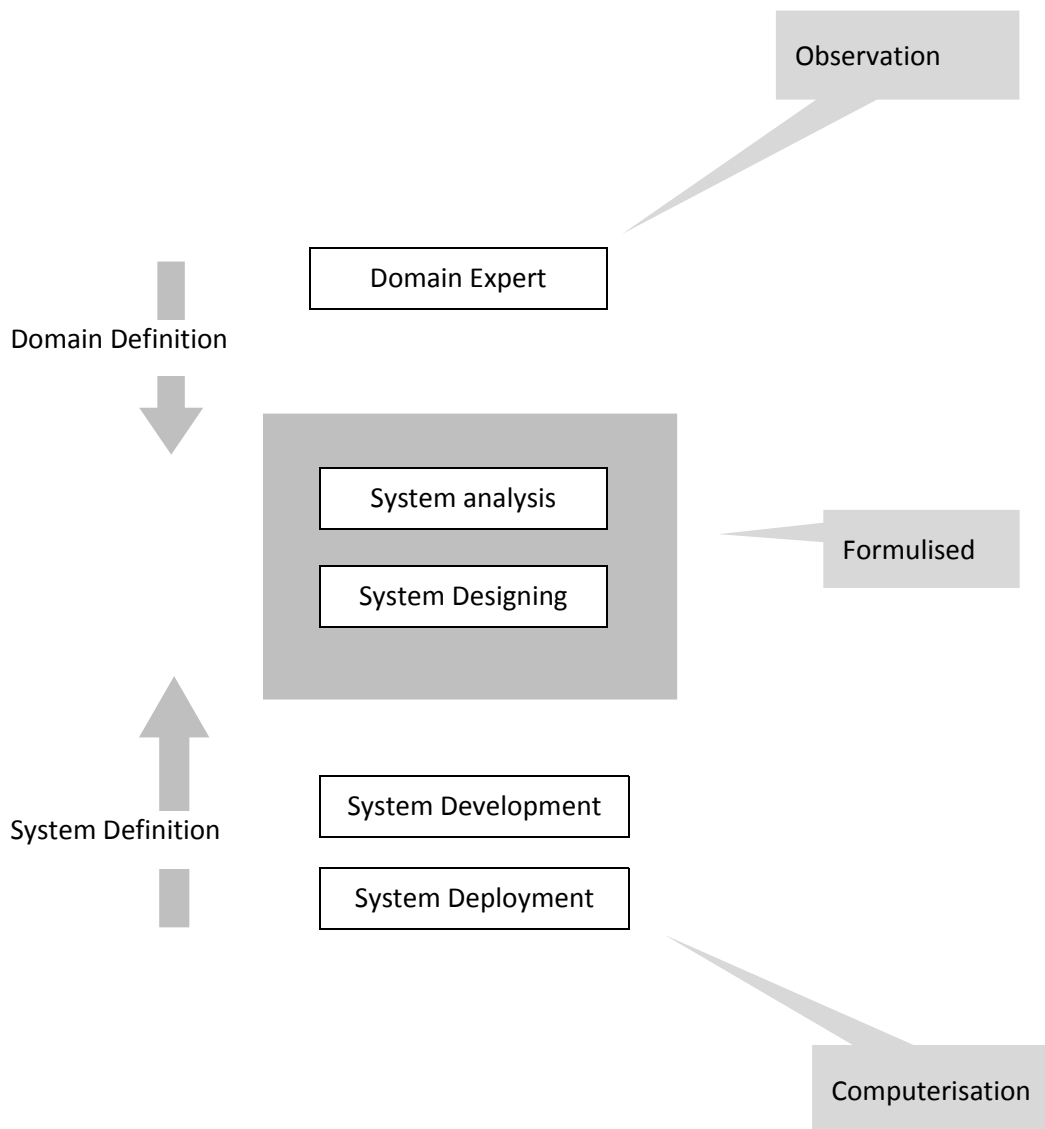 Observation
Domain Expert
Domain Definition
System analysis
Formulised
System Designing
System Development
System Definition
System Deployment
Computerisation